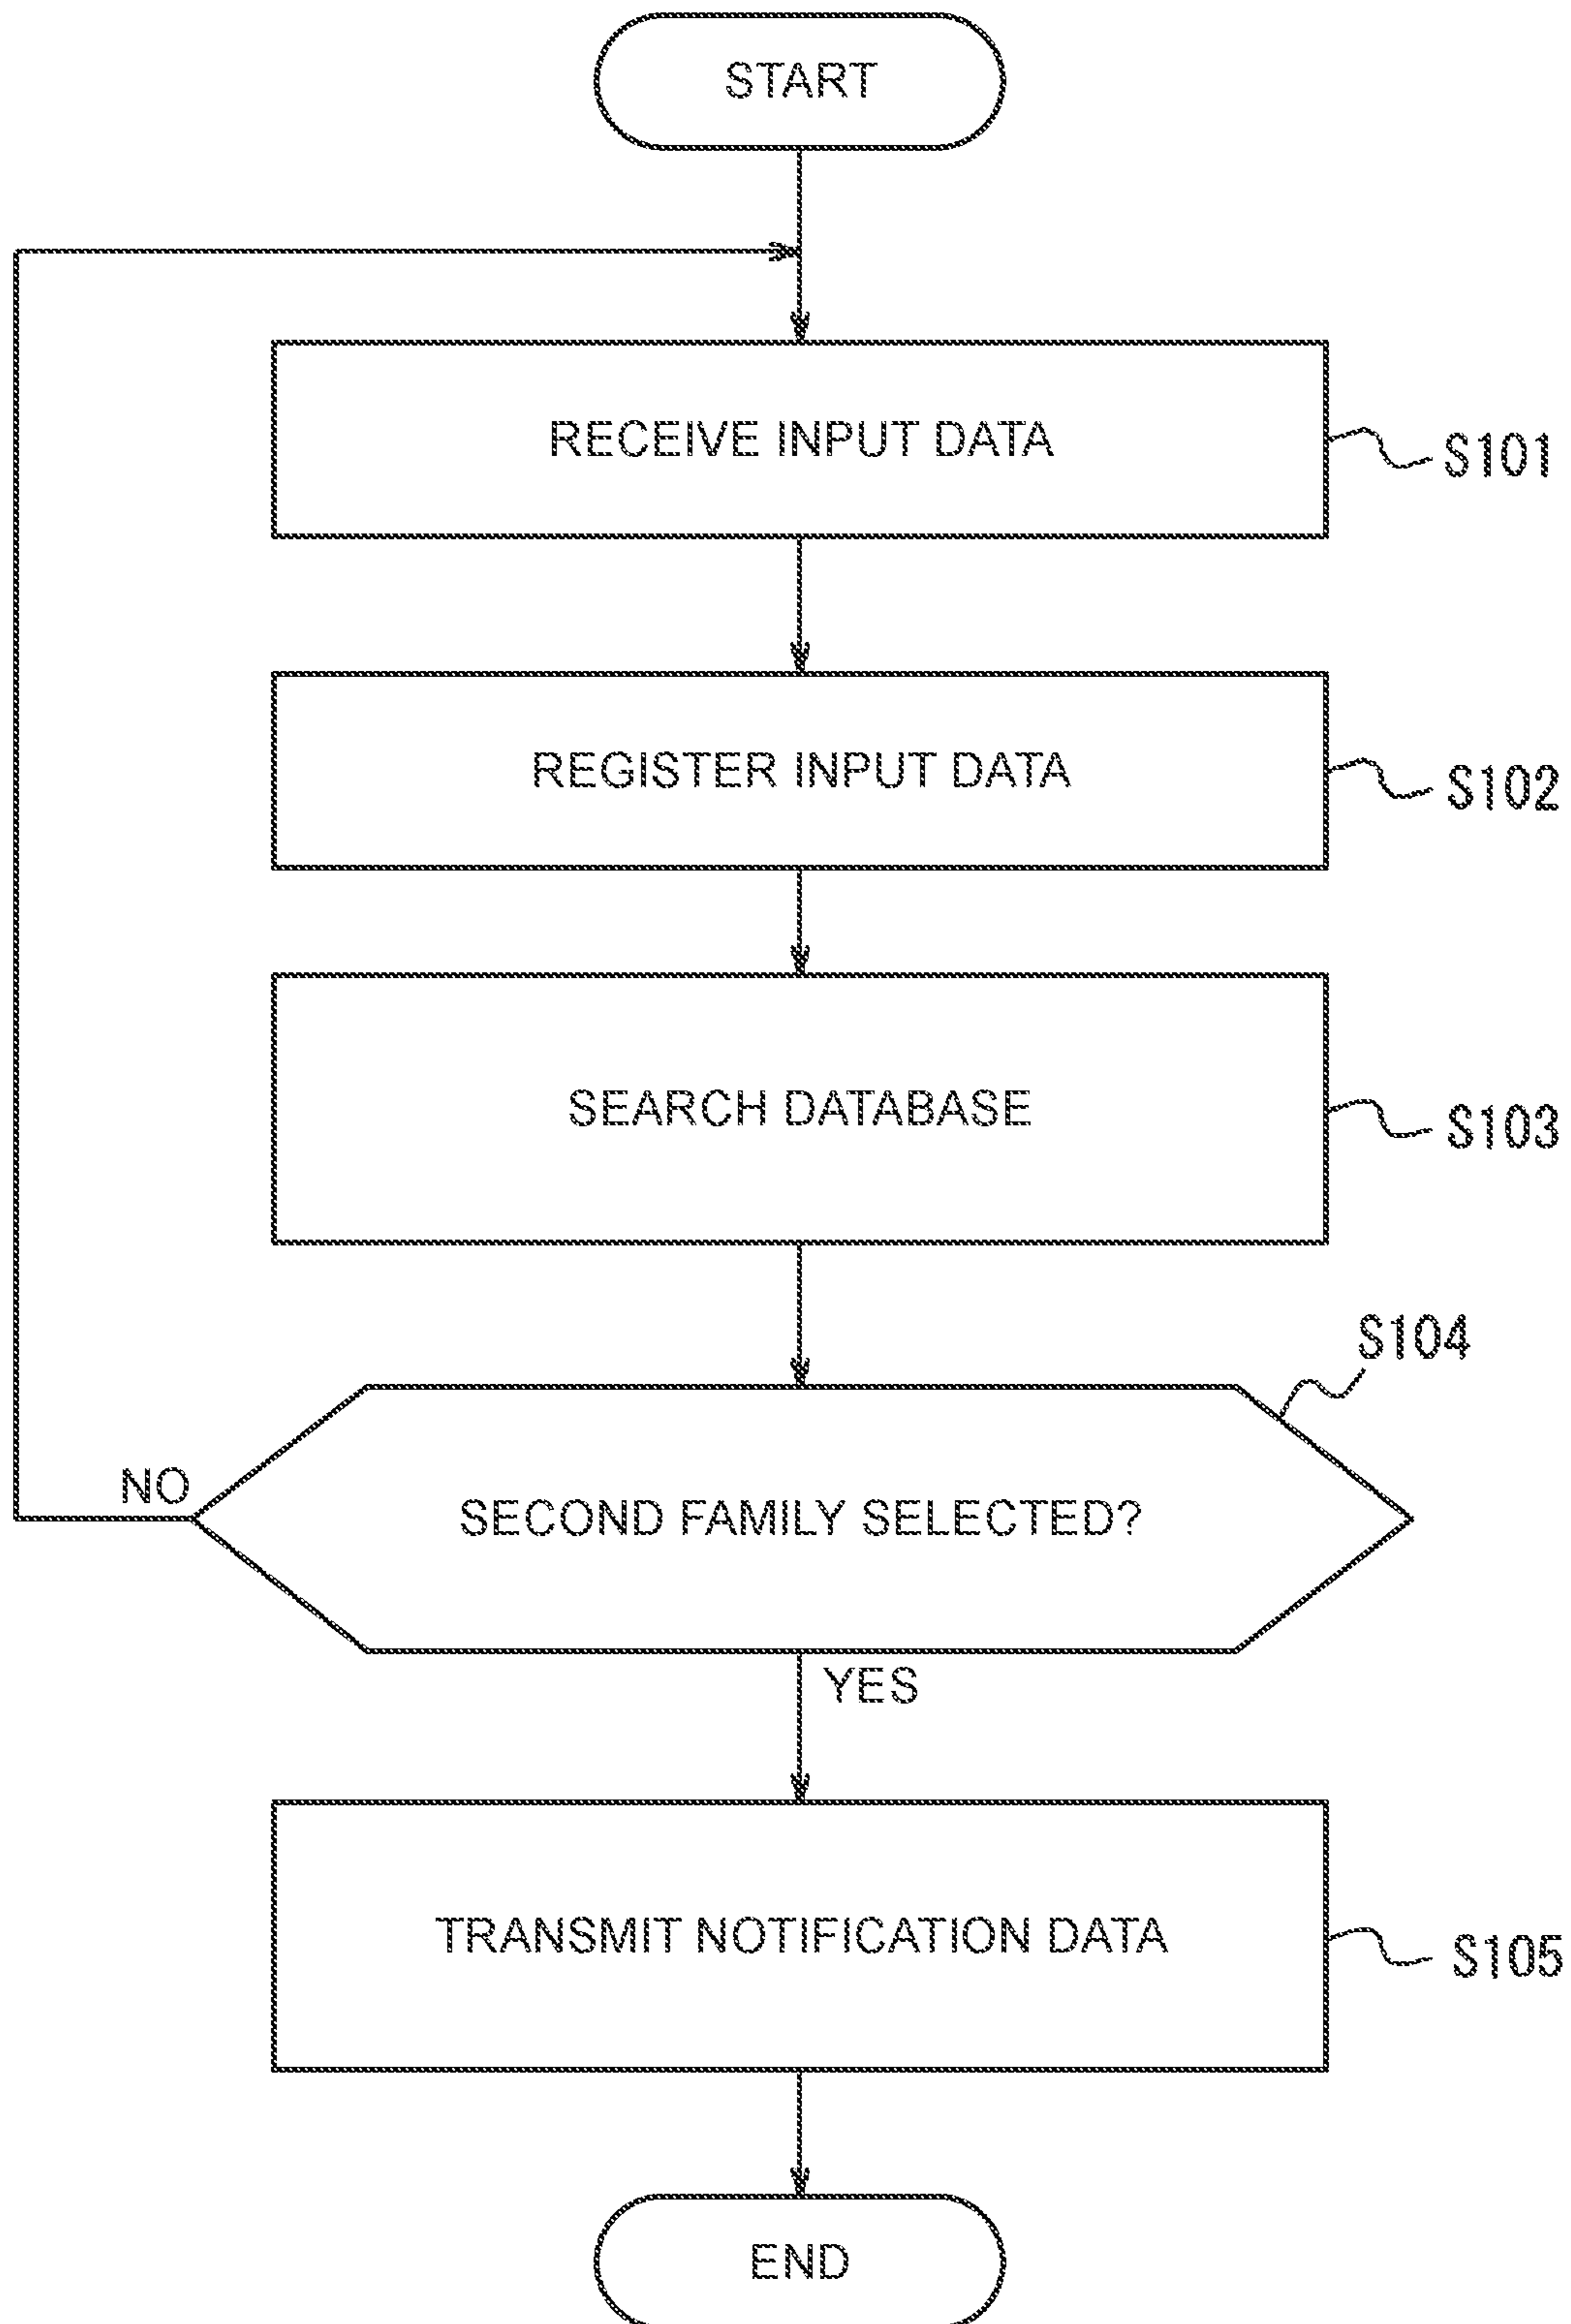 START
RECEIVE INPUT DATA
S101
REGISTER INPUT DATA
S102
SEARCH DATABASE
S103
S104
NO
SECOND FAMILY SELECTED?
YES
TRANSMIT NOTIFICATION DATA
S105
END